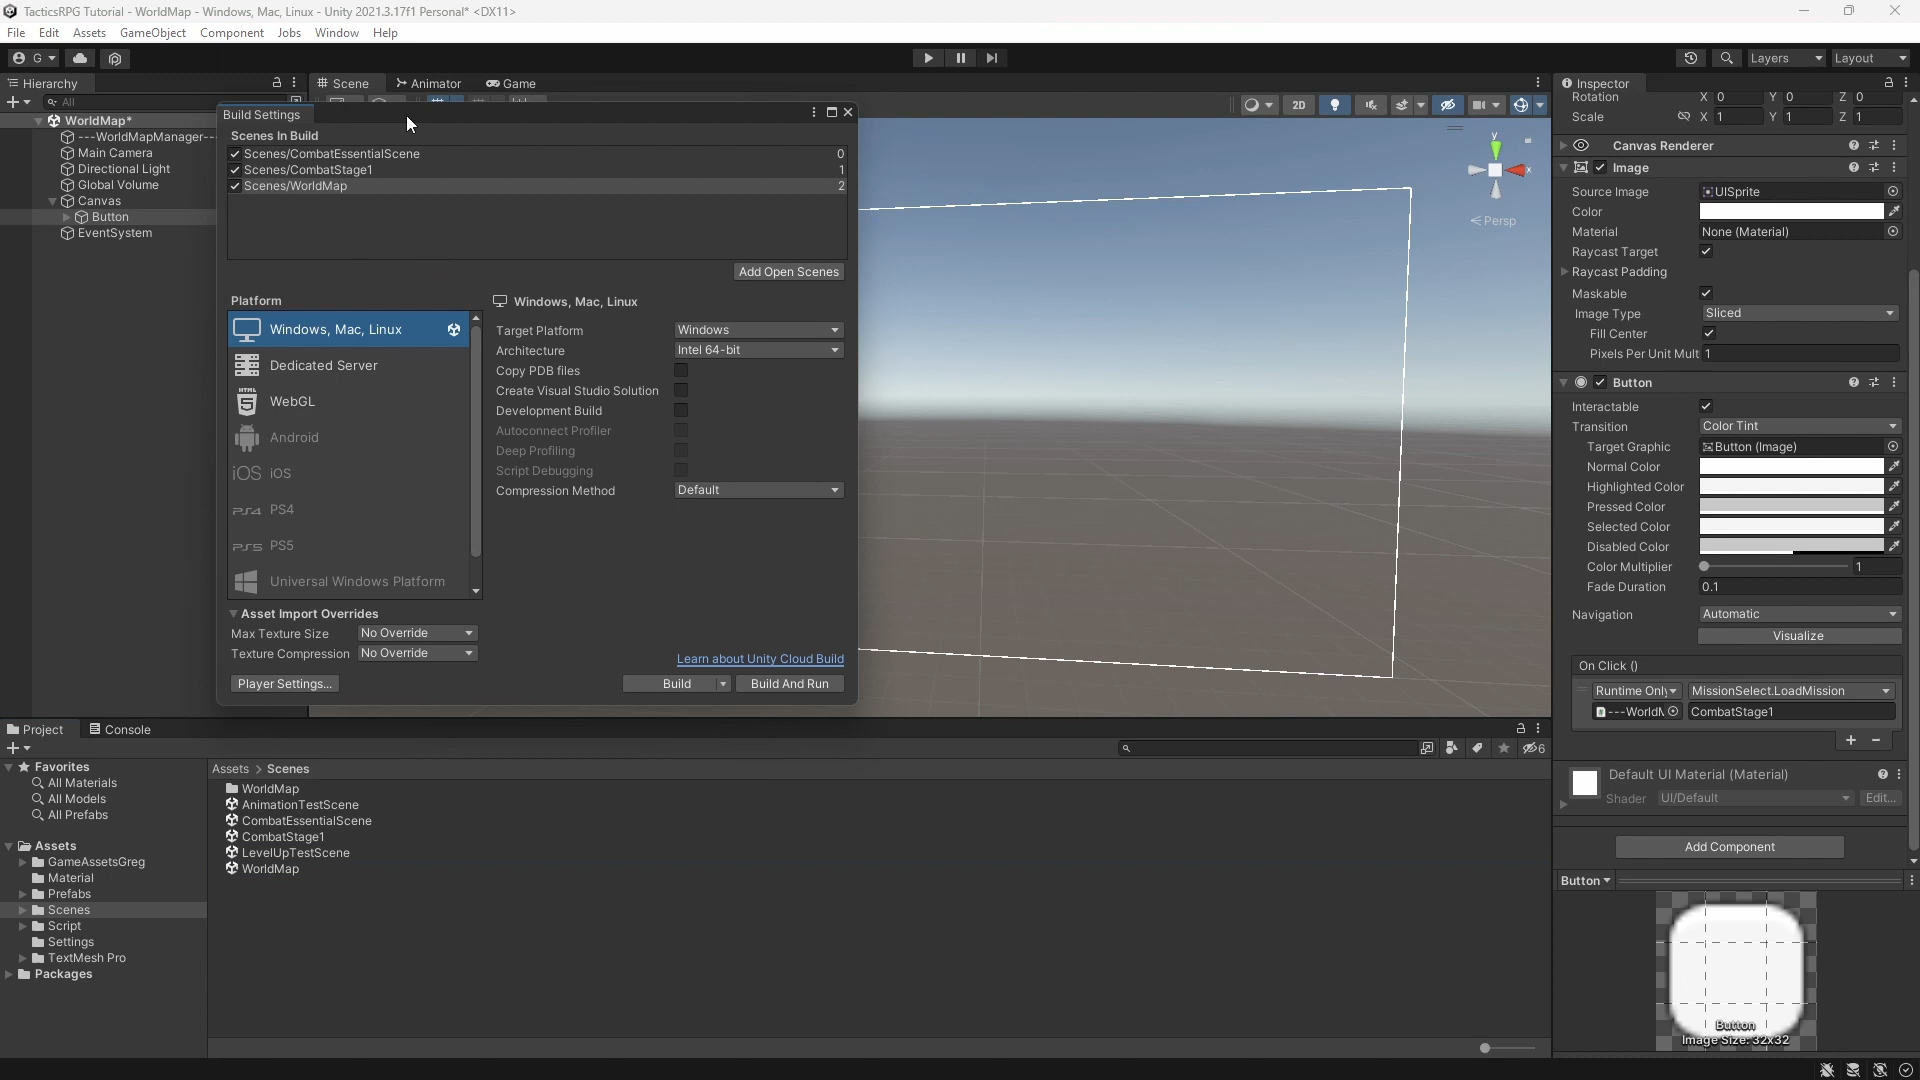 TacticsRPG Tutorial - WorldMap - Windows, Mac, Linux - Unity 2021.3.17f1 Personal* <DX11>
File Edit Assets GameObject Component Jobs Window Help
G Layers Layout
Hierarchy
All
WorldMap*
---WorldMapManager--
Main Camera
Directional Light
Global Volume
Canvas
Button
EventSystem
Scene Animator Game
2D
Persp
y
x
Build Settings
Scenes In Build
Scenes/CombatEssentialScene 0
Scenes/CombatStage1 1
Scenes/WorldMap 2
Add Open Scenes
Platform
Windows, Mac, Linux
Dedicated Server
HTML
WebGL
Android
iOS iOS
PS4 PS4
PS5 PS5
Universal Windows Platform
Windows, Mac, Linux
Target Platform Windows
Architecture Intel 64-bit
Copy PDB files
Create Visual Studio Solution
Development Build
Autoconnect Profiler
Deep Profiling
Script Debugging
Compression Method Default
Asset Import Overrides
Max Texture Size No Override
Texture Compression No Override
Learn about Unity Cloud Build
Player Settings...
Build Build And Run
Inspector
Rotation X 0 Y 0 Z 0
Scale X 1 Y 1 Z 1
Canvas Renderer
Image
Source Image UISprite
Color
Material None (Material)
Raycast Target
Raycast Padding
Maskable
Image Type Sliced
Fill Center
Pixels Per Unit Mult 1
Button
Interactable
Transition Color Tint
Target Graphic Button (Image)
Normal Color
Highlighted Color
Pressed Color
Selected Color
Disabled Color
Color Multiplier 1
Fade Duration 0.1
Navigation Automatic
Visualize
On Click ()
Runtime Only MissionSelect.LoadMission
---WorldM CombatStage1
Default UI Material (Material)
Shader UI/Default Edit...
Add Component
Button
Button
Image Size: 32x32
Project Console
6
Favorites
All Materials
All Models
All Prefabs
Assets
GameAssetsGreg
Material
Prefabs
Scenes
Script
Settings
TextMesh Pro
Packages
Assets > Scenes
WorldMap
AnimationTestScene
CombatEssentialScene
CombatStage1
LevelUpTestScene
WorldMap